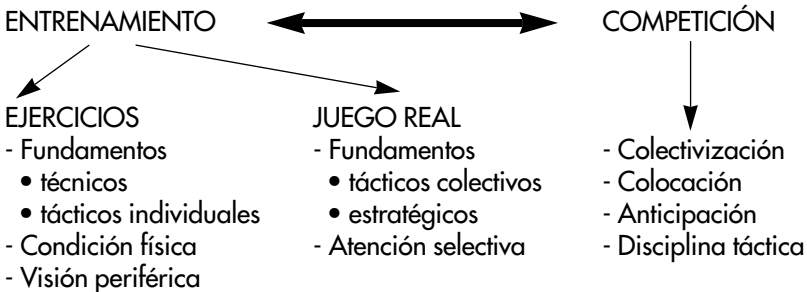 ENTRENAMIENTO
COMPETICIÓN
EJERCICIOS
- Fundamentos
• técnicos
• tácticos individuales
- Condición física
- Visión periférica
JUEGO REAL
- Fundamentos
• tácticos colectivos
• estratégicos
- Atención selectiva
- Colectivización
- Colocación
- Anticipación
- Disciplina táctica